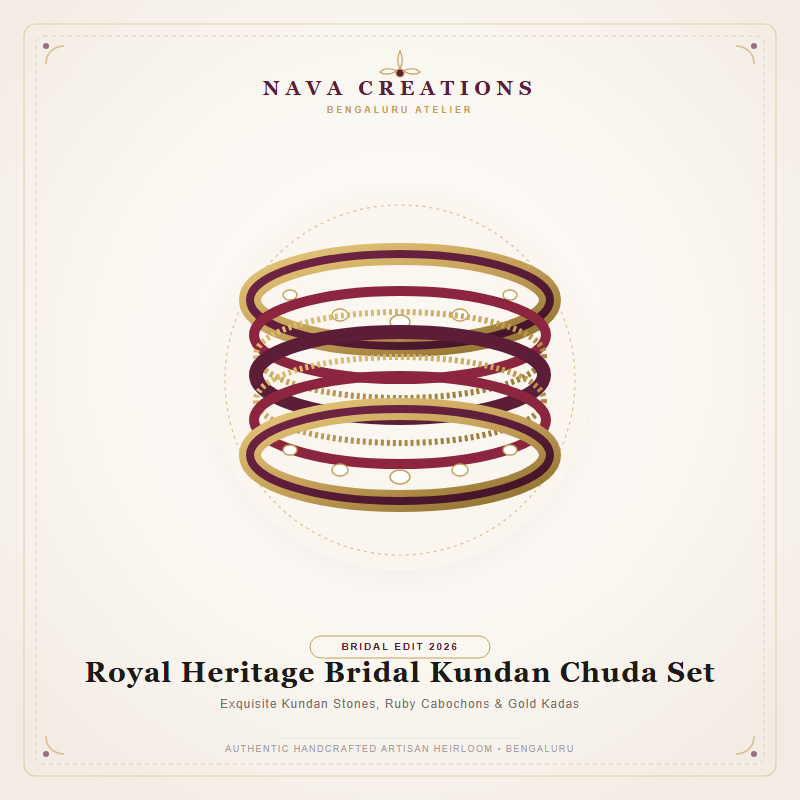 NAVA CREATIONS
BENGALURU ATELIER
BRIDAL EDIT 2026
Royal Heritage Bridal Kundan Chuda Set
Exquisite Kundan Stones, Ruby Cabochons & Gold Kadas
AUTHENTIC HANDCRAFTED ARTISAN HEIRLOOM • BENGALURU